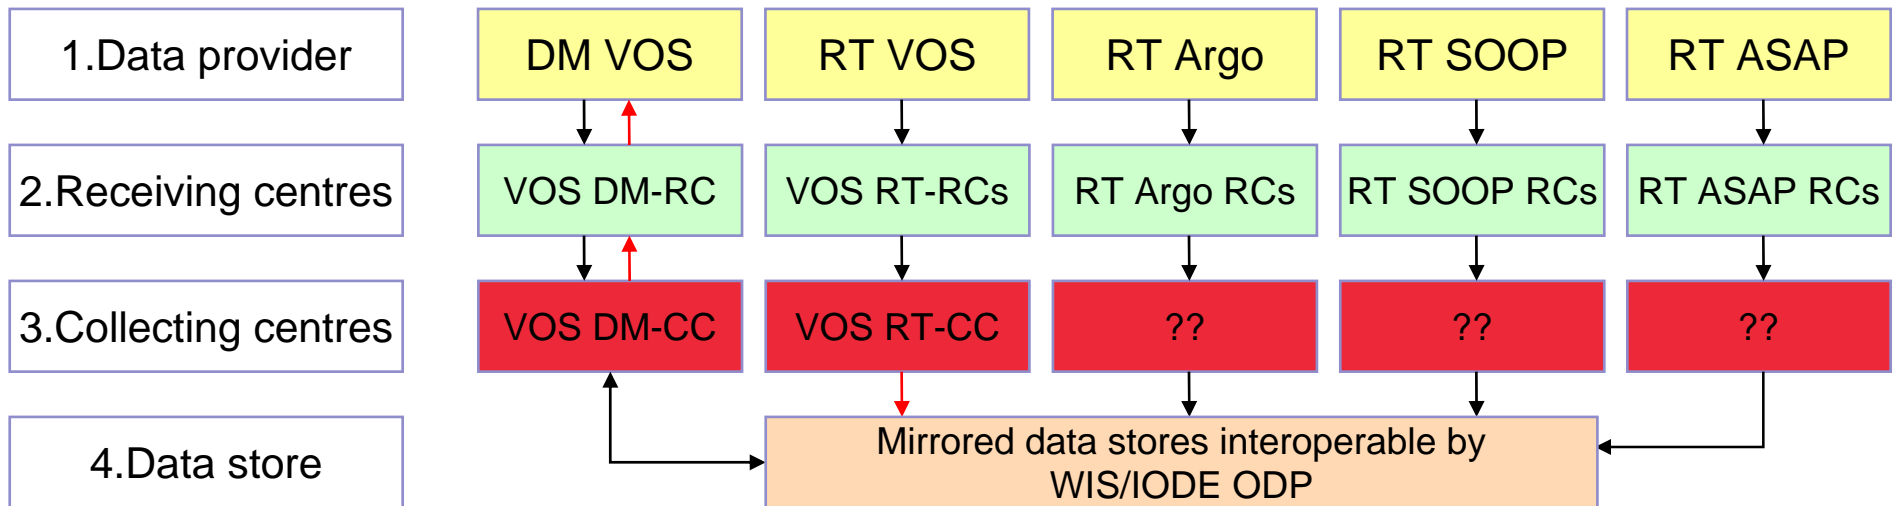 1.Data provider
DM VOS
RT VOS
RT Argo
RT SOOP
RT ASAP
2.Receiving centres
VOS DM-RC
VOS RT-RCs
RT Argo RCs
RT SOOP RCs
RT ASAP RCs
3.Collecting centres
VOS DM-CC
VOS RT-CC
??
??
??
4.Data store
Mirrored data stores interoperable by
WIS/IODE ODP